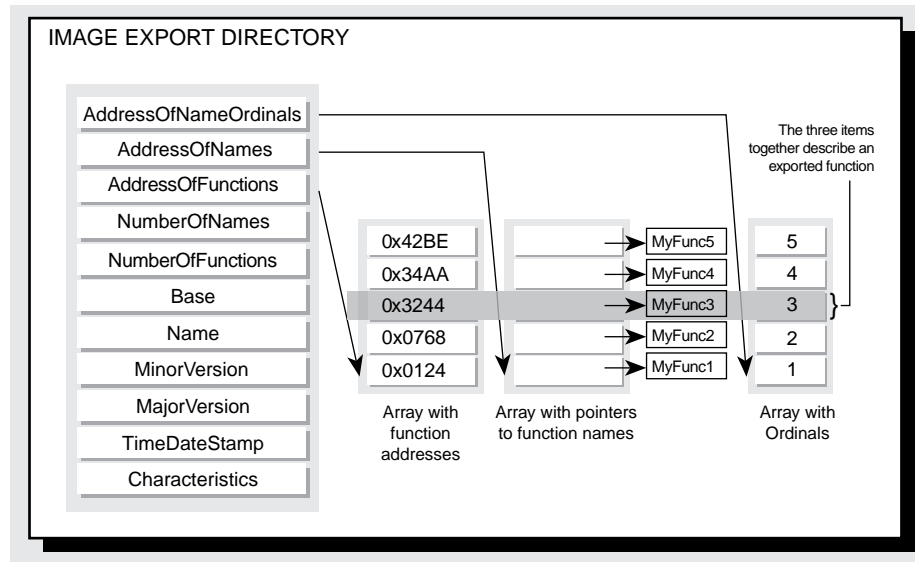 IMAGE EXPORT DIRECTORY
AddressOfNameOrdinals
AddressOfNames
AddressOfFunctions
NumberOfNames
NumberOfFunctions
Base
Name
MinorVersion
MajorVersion
TimeDateStamp
Characteristics
The three items
together describe an
exported function
0x42BE
MyFunc5
5
0x34AA
MyFunc4
4
0x3244
MyFunc3
3
}
0x0768
MyFunc2
2
0x0124
MyFunc1
1
Array with
function
addresses
Array with pointers
to function names
Array with
Ordinals